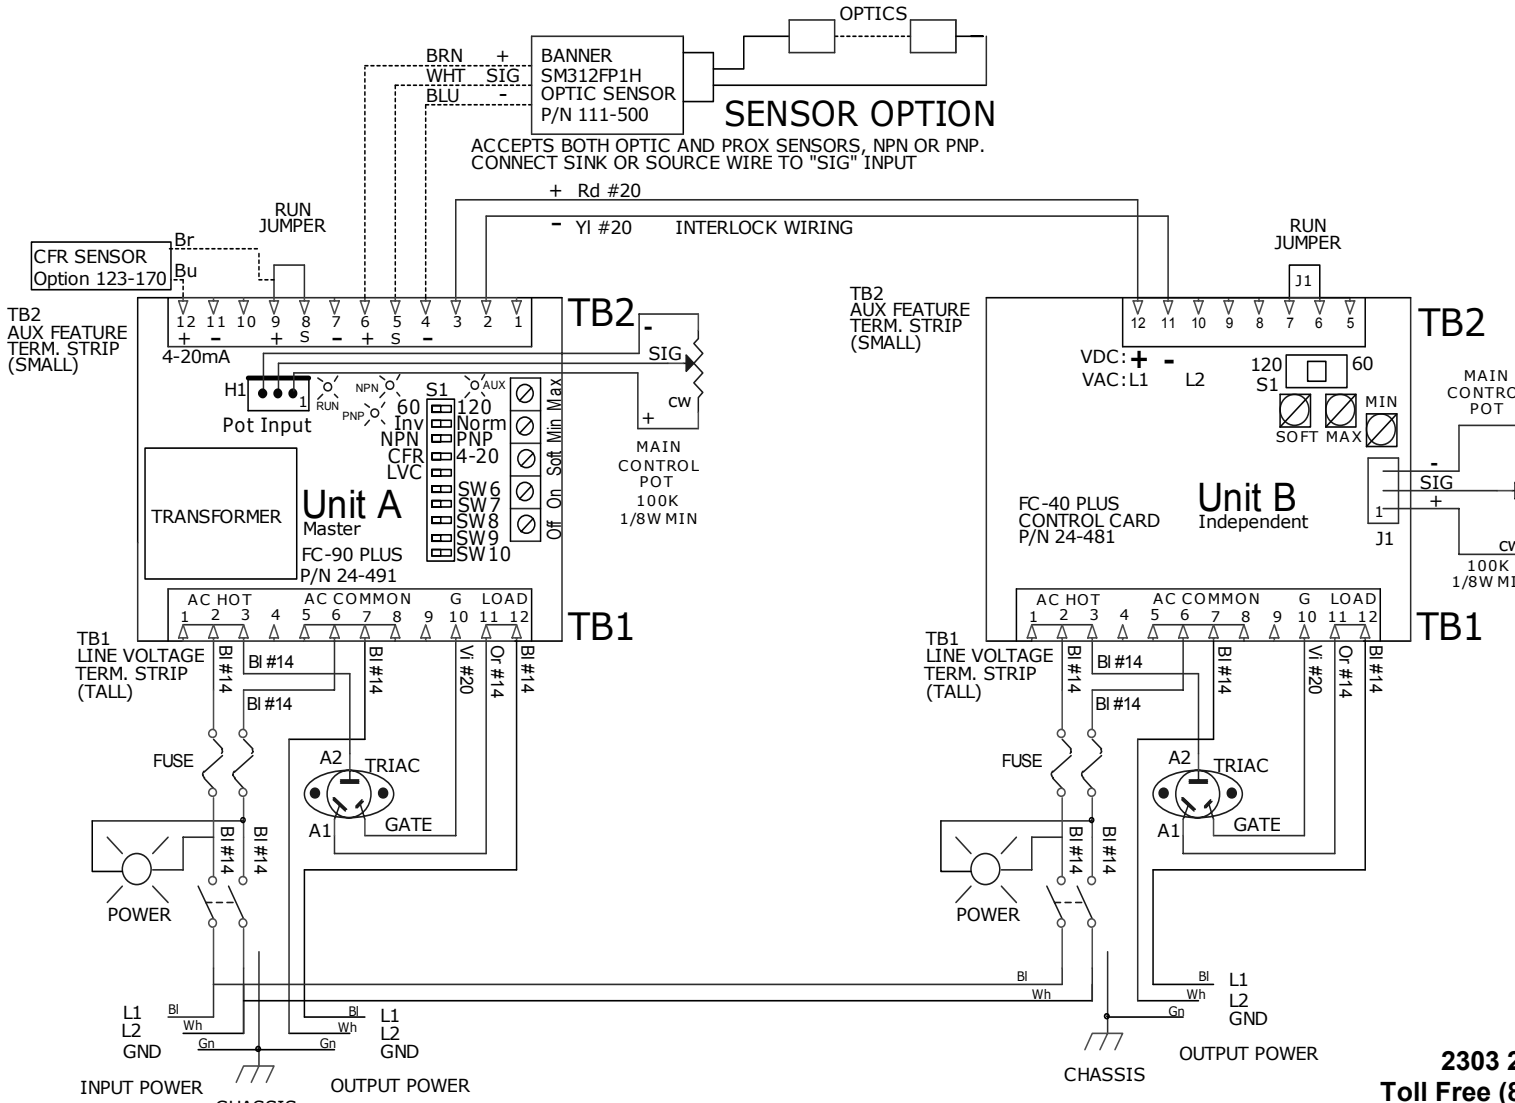 OPTICS
BRN +
WHT SIG
BLU -
BANNER
SM312FP1H
OPTIC SENSOR
P/N 111-500
SENSOR OPTION
ACCEPTS BOTH OPTIC AND PROX SENSORS, NPN OR PNP.
CONNECT SINK OR SOURCE WIRE TO "SIG" INPUT
+ Rd #20
- Yl #20 INTERLOCK WIRING
RUN
JUMPER
CFR SENSOR
Option 123-170
Br
Bu
TB2
AUX FEATURE
TERM. STRIP
(SMALL)
12 11 10 9 8 7 6 5 4 3 2 1
+ - + S - + S -
4-20mA
TB2
H1
1
Pot Input
RUN
NPN
PNP
AUX
S1
60 120
Inv Norm
NPN PNP
CFR 4-20
LVC
SW6
SW7
SW8
SW9
SW10
Off On Soft Min Max
-
SIG
cw
+
MAIN
CONTROL
POT
100K
1/8W MIN
TRANSFORMER
Unit A
Master
FC-90 PLUS
P/N 24-491
AC HOT AC COMMON G LOAD
1 2 3 4 5 6 7 8 9 10 11 12
TB1
TB1
LINE VOLTAGE
TERM. STRIP
(TALL)
Bl #14
Bl #14
Bl #14
Bl #14
Vi #20
Or #14
Bl #14
FUSE
A2
TRIAC
A1
GATE
Bl #14
Bl #14
POWER
L1 Bl
L2 Wh
GND Gn
INPUT POWER
CHASSIS
Bl L1
Wh L2
Gn GND
OUTPUT POWER
RUN
JUMPER
J1
TB2
AUX FEATURE
TERM. STRIP
(SMALL)
12 11 10 9 8 7 6 5
TB2
VDC: + -
VAC: L1 L2
120 60
S1
SOFT MAX
MIN
MAIN
CONTRO
POT
-
SIG
+
1
J1
cw
100K
1/8W MI
FC-40 PLUS
CONTROL CARD
P/N 24-481
Unit B
Independent
AC HOT AC COMMON G LOAD
1 2 3 4 5 6 7 8 9 10 11 12
TB1
TB1
LINE VOLTAGE
TERM. STRIP
(TALL)
Bl #14
Bl #14
Bl #14
Bl #14
Vi #20
Or #14
Bl #14
FUSE
A2
TRIAC
A1
GATE
Bl #14
Bl #14
POWER
Bl
Wh
Bl L1
Wh L2
Gn GND
CHASSIS
OUTPUT POWER
2303 2
Toll Free (8